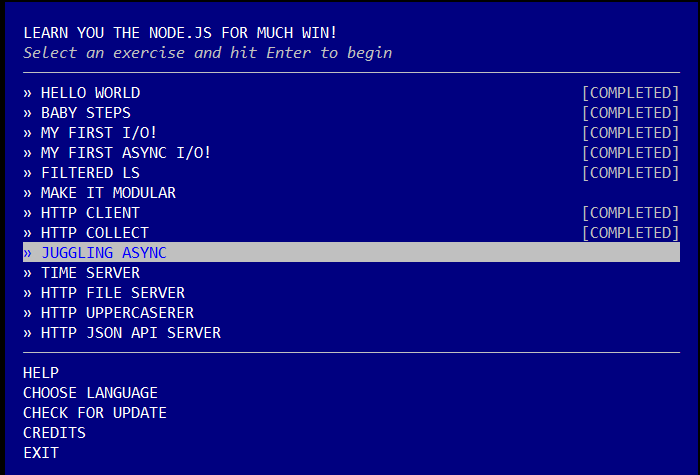 LEARN YOU THE NODE.JS FOR MUCH WIN!
Select an exercise and hit Enter to begin
» HELLO WORLD [COMPLETED]
» BABY STEPS [COMPLETED]
» MY FIRST I/O! [COMPLETED]
» MY FIRST ASYNC I/O! [COMPLETED]
» FILTERED LS [COMPLETED]
» MAKE IT MODULAR
» HTTP CLIENT [COMPLETED]
» HTTP COLLECT [COMPLETED]
» JUGGLING ASYNC
» TIME SERVER
» HTTP FILE SERVER
» HTTP UPPERCASERER
» HTTP JSON API SERVER
HELP
CHOOSE LANGUAGE
CHECK FOR UPDATE
CREDITS
EXIT